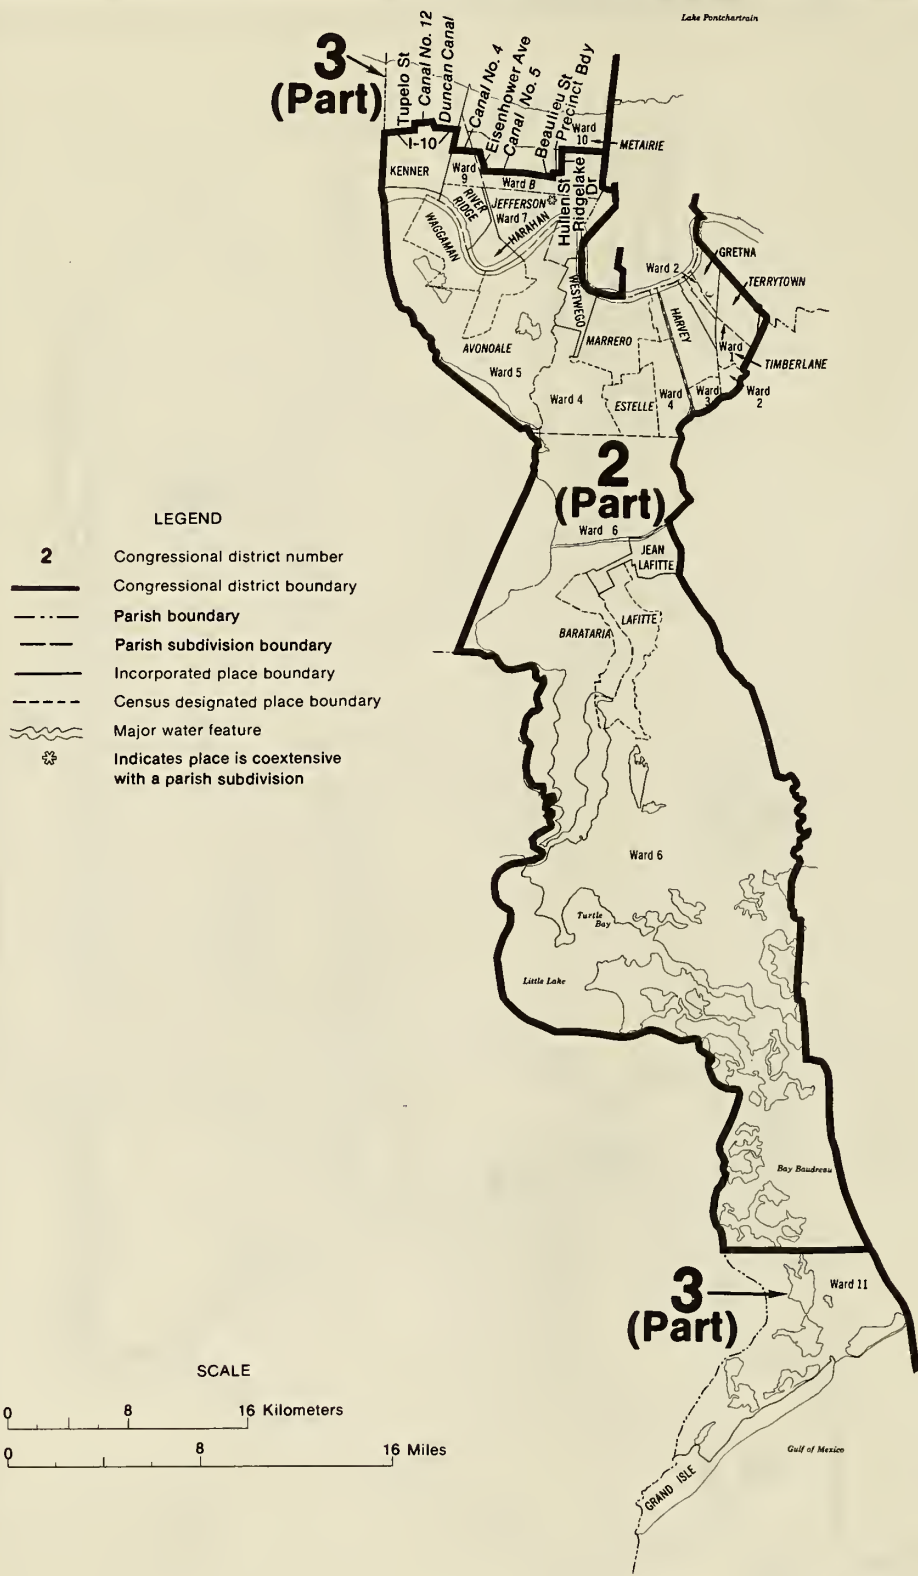 Lake Pontchartrain
3
(Part)
Tupelo St
Canal No. 12
Duncan Canal
Canal No. 4
Eisenhower Ave
Canal No. 5
Beaulieu St
Precinct Bdy
I-10
Ward
10
METAIRIE
KENNER
Ward
9
Ward 8
RIVER
RIDGE
JEFFERSON
Ward 7
HARAHAN
Hullen St
Ridgelake
Dr
WAGGAMAN
WESTWEGO
Ward 2
GRETNA
TERRYTOWN
HARVEY
MARRERO
AVONDALE
Ward 5
Ward
1
TIMBERLANE
Ward 4
ESTELLE
Ward
4
Ward
3
Ward
2
2
(Part)
Ward 6
JEAN
LAFITTE
LAFITTE
BARATARIA
LEGEND
2 Congressional district number
Congressional district boundary
Parish boundary
Parish subdivision boundary
Incorporated place boundary
Census designated place boundary
Major water feature
Indicates place is coextensive
with a parish subdivision
Ward 6
Turtle
Bay
Little Lake
Bay Baudreau
3
(Part)
Ward 11
SCALE
0 8 16 Kilometers
0 8 16 Miles
Gulf of Mexico
GRAND ISLE